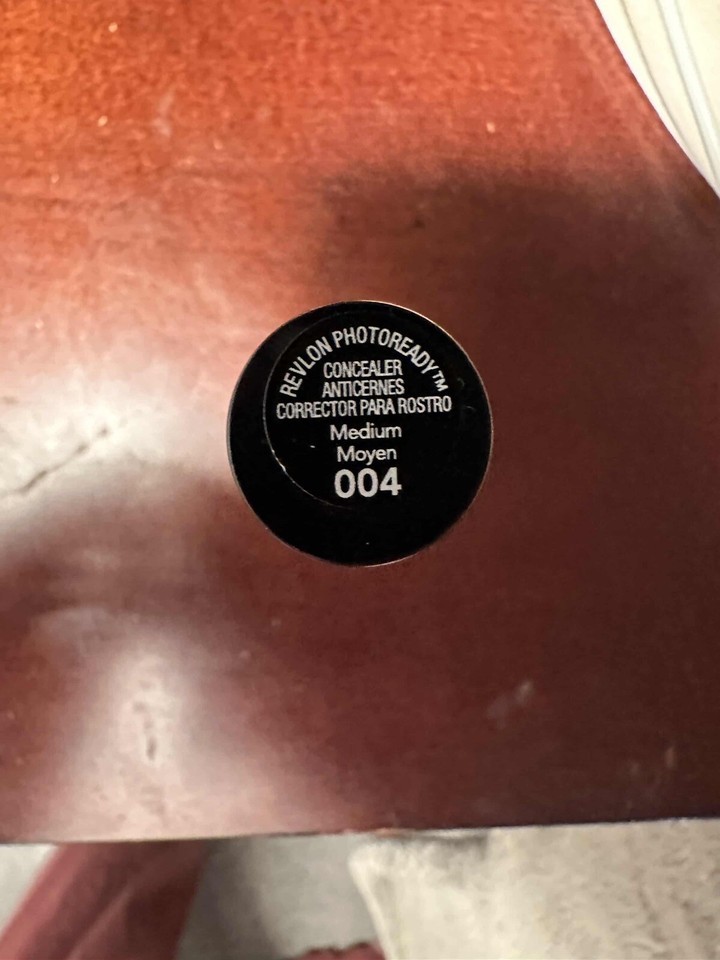 REVLON PHOTOREADY™
CONCEALER
ANTICERNES
CORRECTOR PARA ROSTRO
Medium
Moyen
004